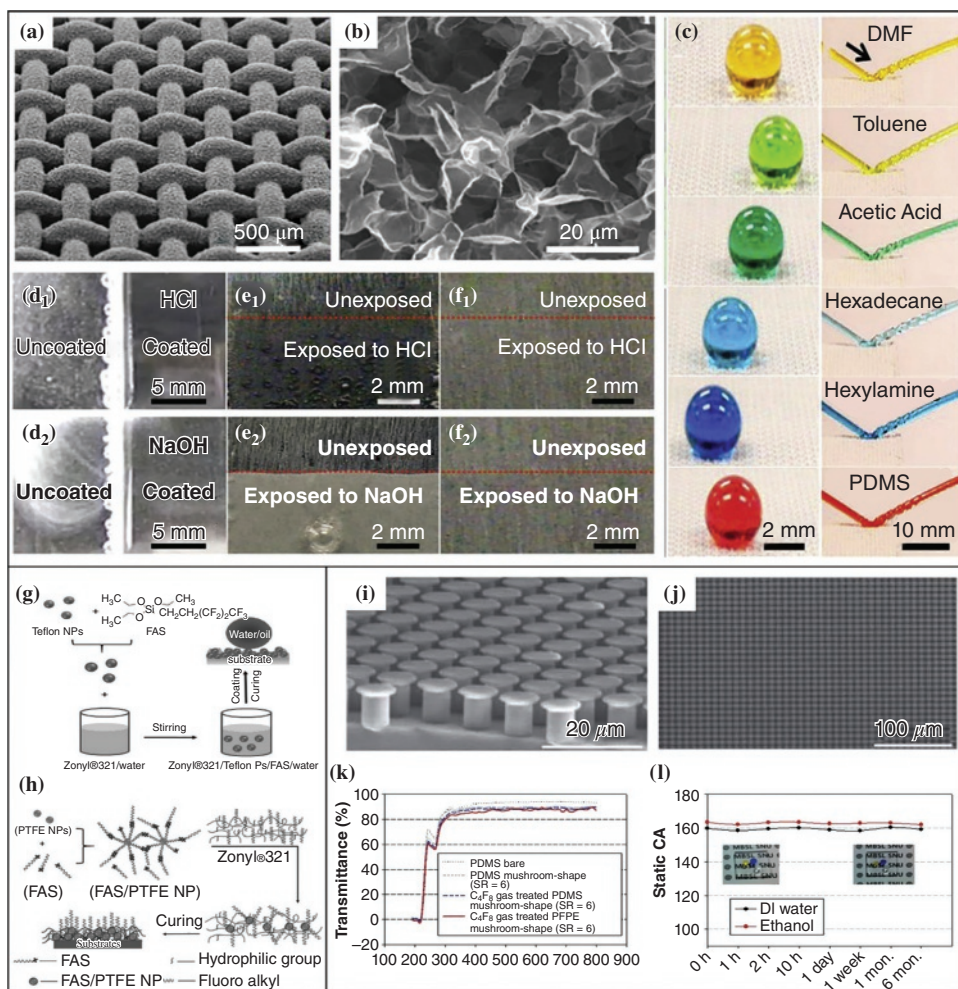 (a)
500 μm
(b)
20 μm
(c)
DMF
Toluene
Acetic Acid
Hexadecane
Hexylamine
PDMS
2 mm
10 mm
(d1)
Uncoated
HCl
Coated
5 mm
(e1)
Unexposed
Exposed to HCl
2 mm
(f1)
Unexposed
Exposed to HCl
2 mm
(d2)
Uncoated
NaOH
Coated
5 mm
(e2)
Unexposed
Exposed to NaOH
2 mm
(f2)
Unexposed
Exposed to NaOH
2 mm
(g)
H3C
O
CH3
Si
CH2CH2(CF2)2CF3
H3C
O
Teflon NPs
+
FAS
Water/oil
substrate
Coating
Curing
+
Stirring
Zonyl®321/water
Zonyl®321/Teflon Ps/FAS/water
(h)
(PTFE NPs)
+
(FAS)
(FAS/PTFE NP)
Zonyl®321
Curing
Substrates
FAS
Hydrophilic group
FAS/PTFE NP
Fluoro alkyl
(i)
20 μm
(j)
100 μm
(k)
Transmittance (%)
100
80
60
40
20
0
−20
100 200 300 400 500 600 700 800 900
PDMS bare
PDMS mushroom-shape
(SR = 6)
C4F8 gas treated PDMS
mushroom-shape (SR = 6)
C4F8 gas treated PFPE
mushroom-shape (SR = 6)
(l)
Static CA
180
160
140
120
100
MBSL SNU
MBSL SNU
DI water
Ethanol
0 h
1 h
2 h
10 h
1 day
1 week
1 mon.
6 mon.